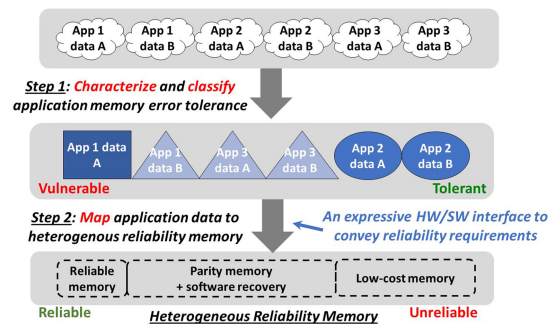 App 1 data A
App 1 data B
App 2 data A
App 2 data B
App 3 data A
App 3 data B
Step 1: Characterize and classify
application memory error tolerance
App 1 data
A
App 1
data B
App 3
data A
App 3
data B
App 2
data A
App 2
data B
Vulnerable
Tolerant
Step 2: Map application data to
heterogenous reliability memory
An expressive HW/SW interface to
convey reliability requirements
Reliable
memory
Parity memory
+ software recovery
Low-cost memory
Reliable
Heterogeneous Reliability Memory
Unreliable